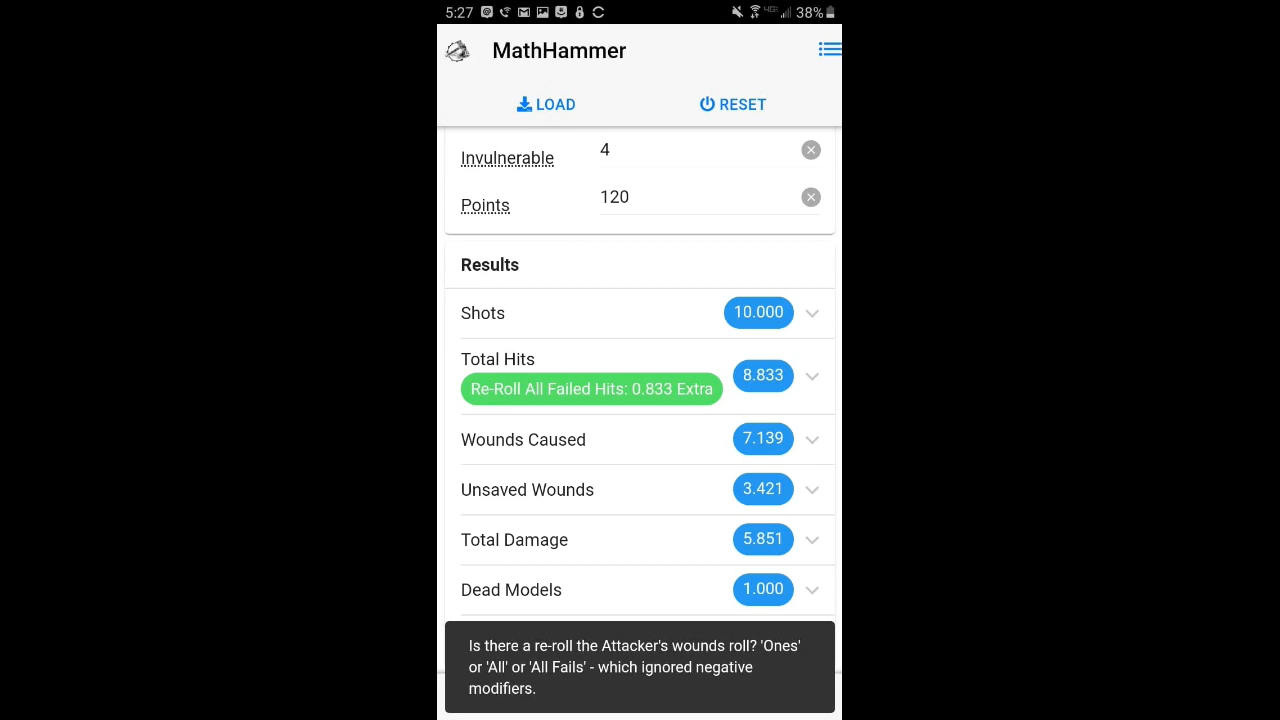 5:27 4G 38%
MathHammer
LOAD RESET
Invulnerable 4
Points 120
Results
Shots 10.000
Total Hits
Re-Roll All Failed Hits: 0.833 Extra 8.833
Wounds Caused 7.139
Unsaved Wounds 3.421
Total Damage 5.851
Dead Models 1.000
Is there a re-roll the Attacker's wounds roll? 'Ones'
or 'All' or 'All Fails' - which ignored negative
modifiers.